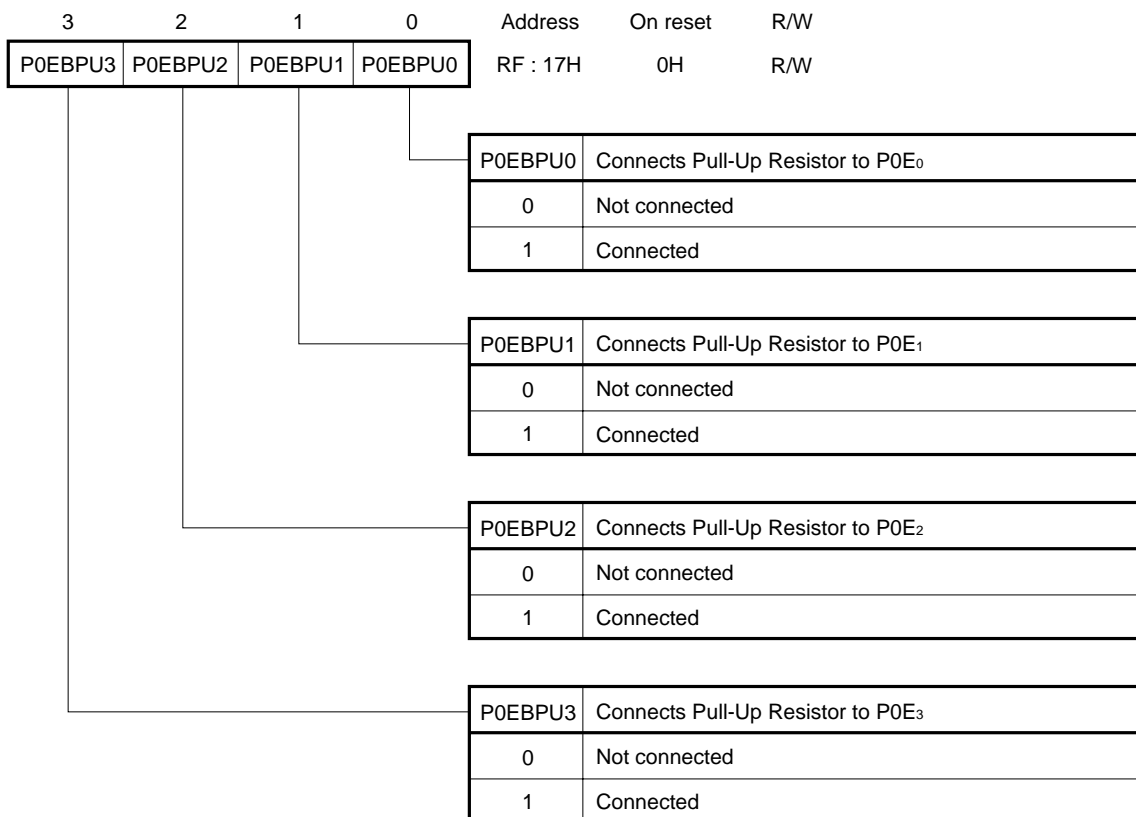 3 2 1 0 Address On reset R/W
P0EBPU3 P0EBPU2 P0EBPU1 P0EBPU0 RF : 17H 0H R/W
P0EBPU0 Connects Pull-Up Resistor to P0E0
0 Not connected
1 Connected
P0EBPU1 Connects Pull-Up Resistor to P0E1
0 Not connected
1 Connected
P0EBPU2 Connects Pull-Up Resistor to P0E2
0 Not connected
1 Connected
P0EBPU3 Connects Pull-Up Resistor to P0E3
0 Not connected
1 Connected